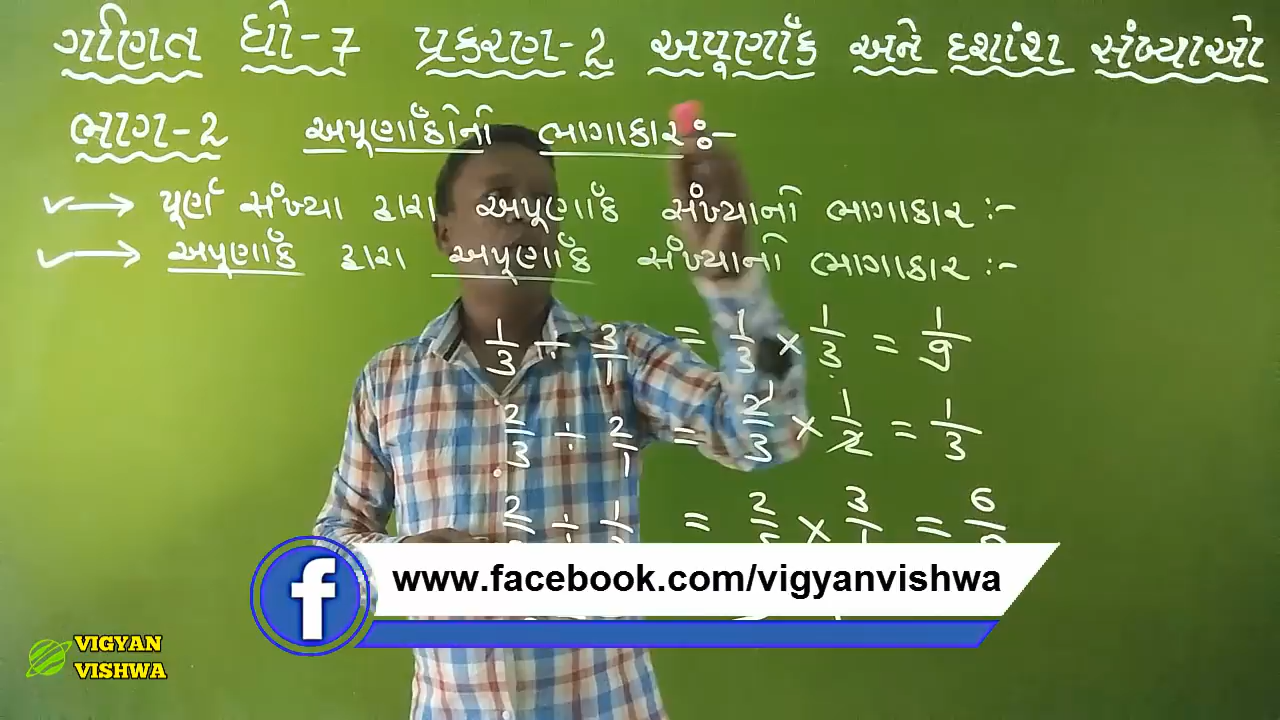 ગણિત ધો-7 પ્રકરણ-2 અપૂર્ણાંક અને દશાંશ સંખ્યાઓ
ભાગ-2 અપૂર્ણાંકોનો ભાગાકાર:-
→ પૂર્ણ સંખ્યા દ્વારા અપૂર્ણાંક સંખ્યાનો ભાગાકાર :-
→ અપૂર્ણાંક દ્વારા અપૂર્ણાંક સંખ્યાનો ભાગાકાર :-
1/3 ÷ 3/1 = 1/3 × 1/3 = 1/9
2/3 ÷ 2/1 = 2/3 × 1/2 = 1/3
www.facebook.com/vigyanvishwa
VIGYAN
VISHWA